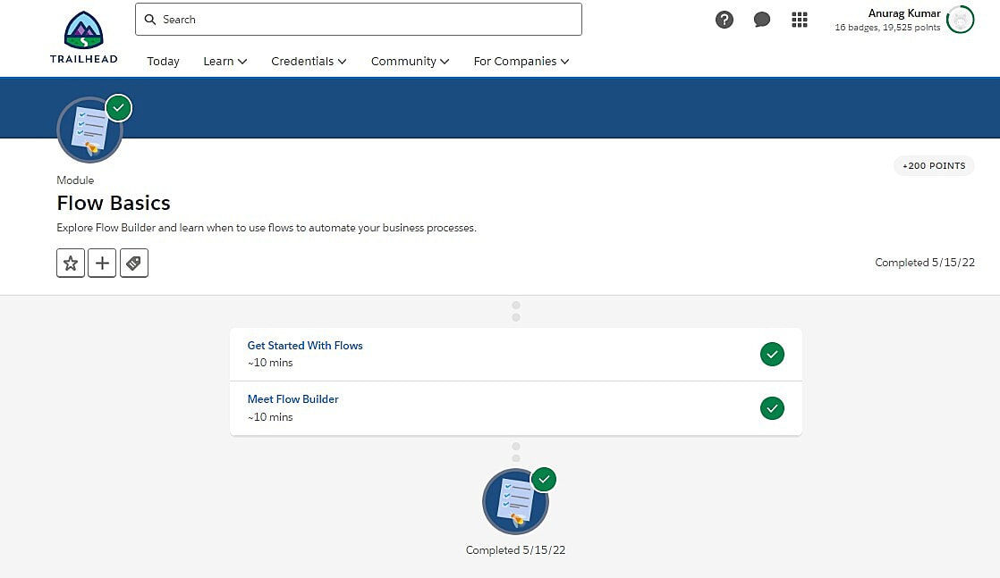 TRAILHEAD
Search
Anurag Kumar
16 badges, 19,525 points
Today
Learn
Credentials
Community
For Companies
+200 POINTS
Module
Flow Basics
Explore Flow Builder and learn when to use flows to automate your business processes.
Completed 5/15/22
Get Started With Flows
~10 mins
Meet Flow Builder
~10 mins
Completed 5/15/22